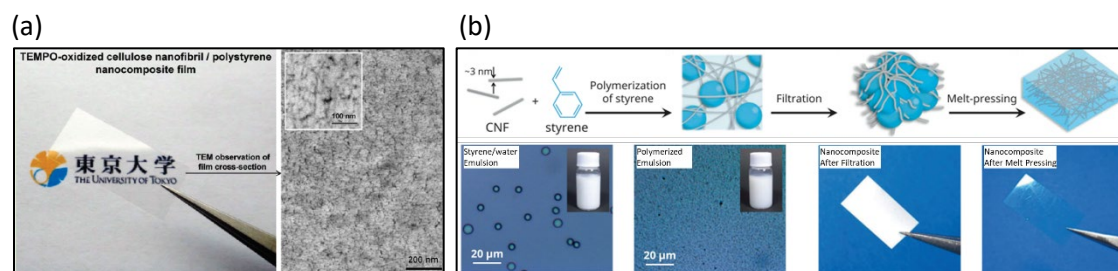 (a)
TEMPO-oxidized cellulose nanofibril / polystyrene
nanocomposite film
100 nm
東京大学
THE UNIVERSITY OF TOKYO
TEM observation of
film cross-section
200 nm
(b)
~3 nm
CNF
+
styrene
Polymerization
of styrene
Filtration
Melt-pressing
Styrene/water
Emulsion
20 μm
Polymerized
Emulsion
20 μm
Nanocomposite
After Filtration
Nanocomposite
After Melt Pressing